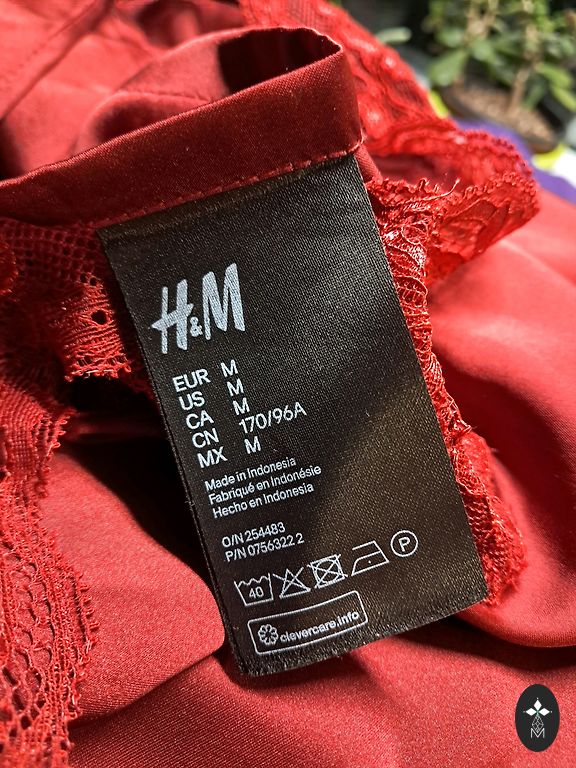 H&M
EUR M
US M
CA M
CN 170/96A
MX M
Made in Indonesia
Fabriqué en Indonésie
Hecho en Indonesia
O/N 254483
P/N 0756322 2
40 P
clevercare.info
M